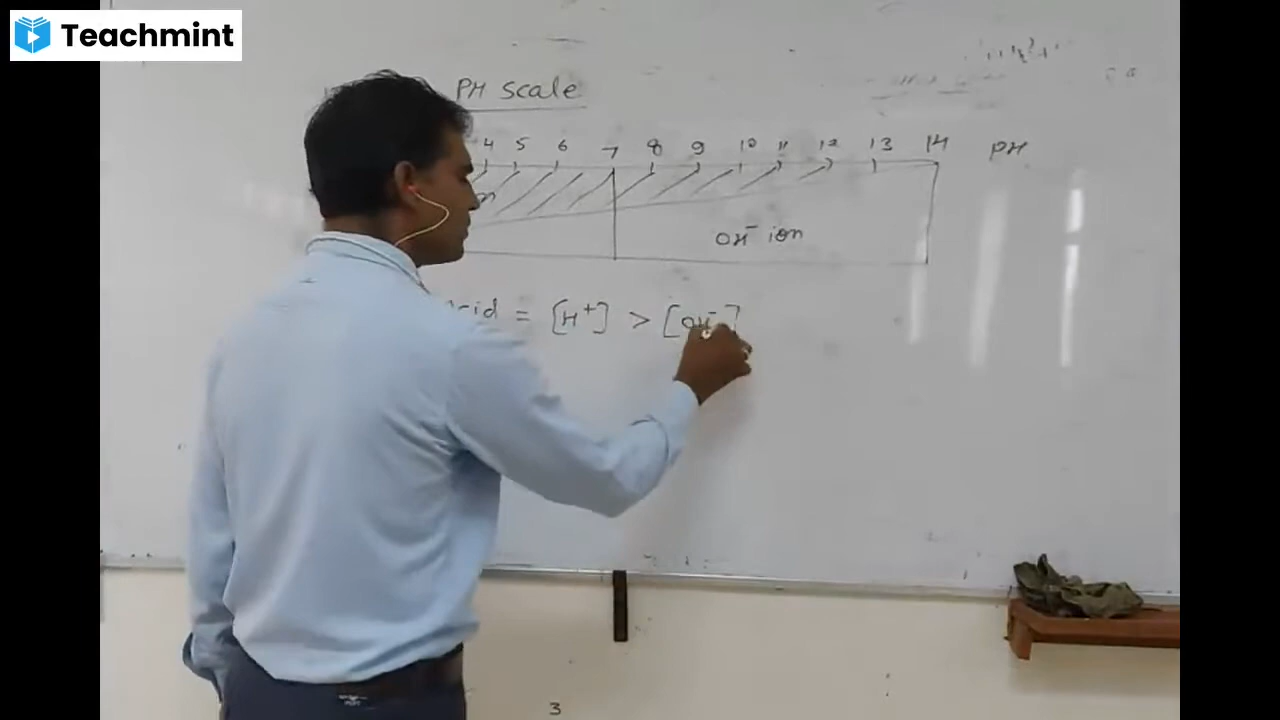 Teachmint
PH Scale
4 5 6 7 8 9 10 11 12 13 14 PH
OH⁻ ion
= [H⁺] > [OH⁻]
3